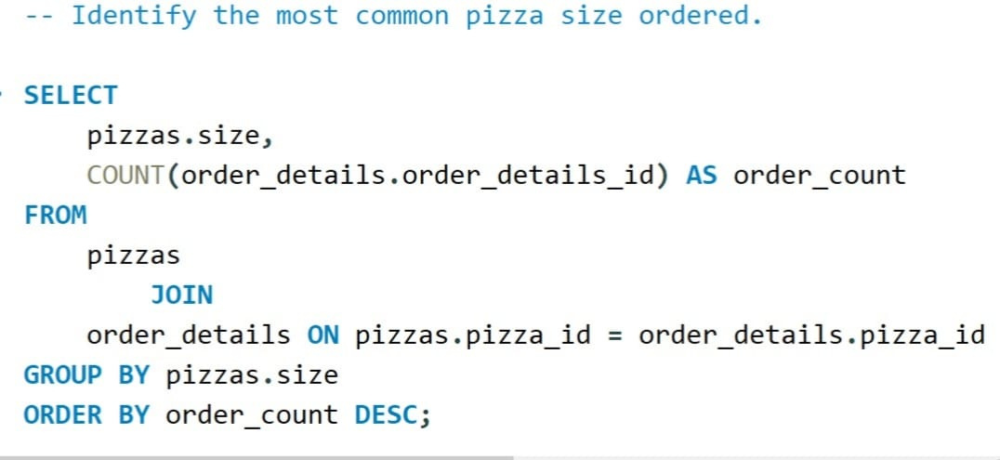 -- Identify the most common pizza size ordered.
SELECT
pizzas.size,
COUNT(order_details.order_details_id) AS order_count
FROM
pizzas
JOIN
order_details ON pizzas.pizza_id = order_details.pizza_id
GROUP BY pizzas.size
ORDER BY order_count DESC;